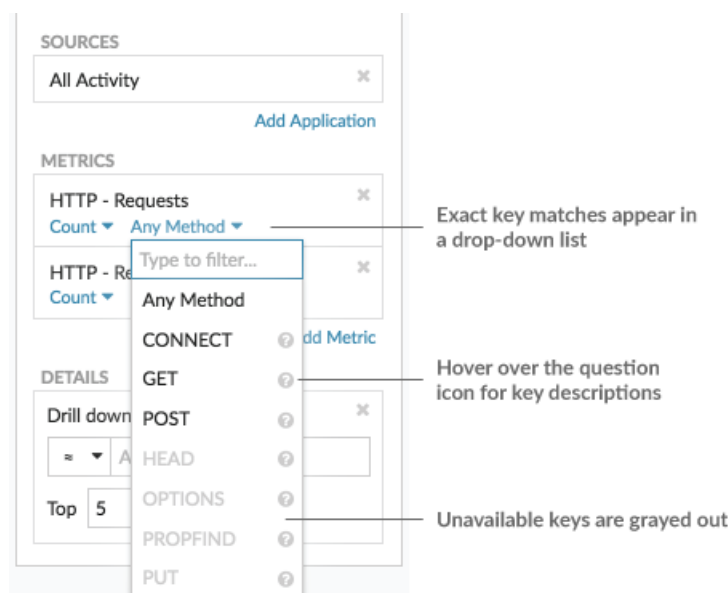 SOURCES
All Activity
Add Application
METRICS
HTTP - Requests
Count Any Method
Type to filter...
HTTP - Re
Count
Any Method
CONNECT
dd Metric
GET
DETAILS
Drill down
POST
≈ A
HEAD
Top 5
OPTIONS
PROPFIND
PUT
Exact key matches appear in
a drop-down list
Hover over the question
icon for key descriptions
Unavailable keys are grayed out